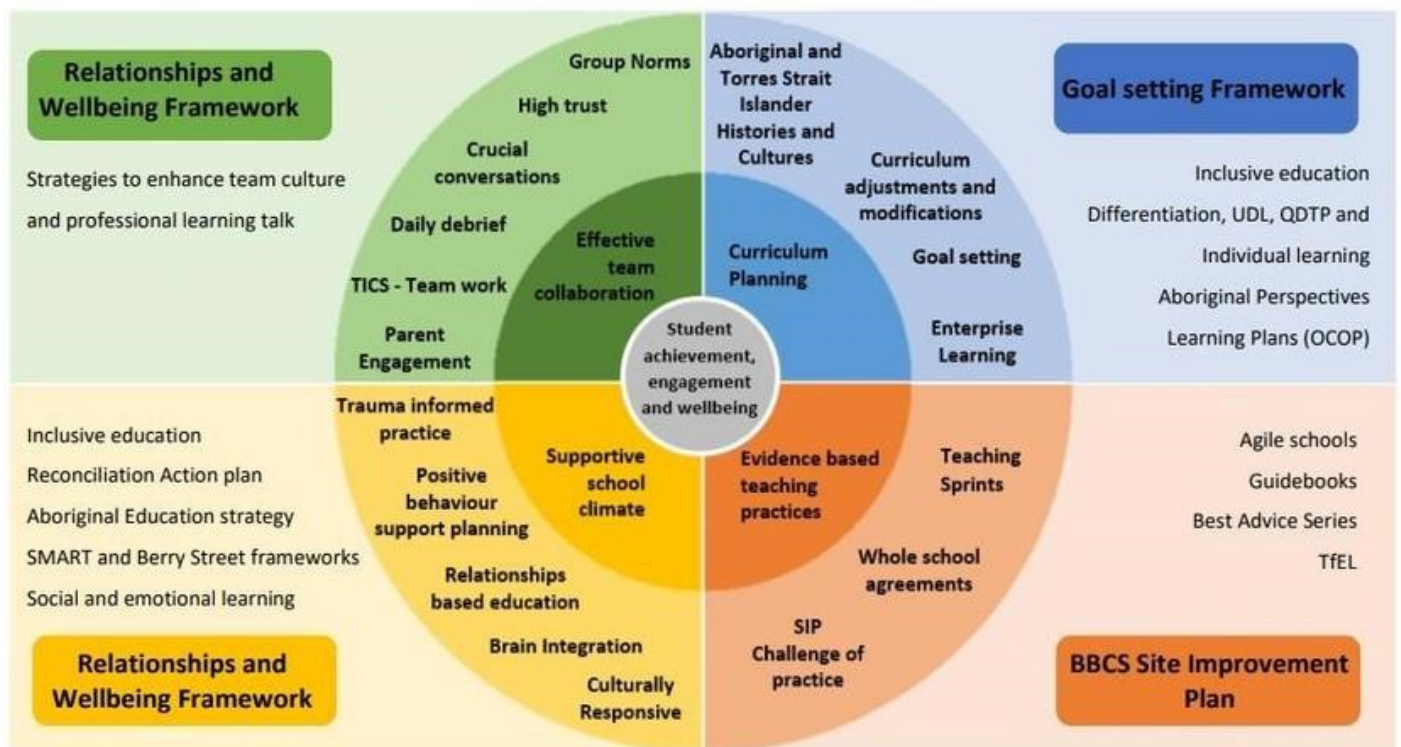 Relationships and
Wellbeing Framework
Strategies to enhance team culture
and professional learning talk
Group Norms
High trust
Crucial
conversations
Daily debrief
TICS - Team work
Parent
Engagement
Effective
team
collaboration
Aboriginal and
Torres Strait
Islander
Histories and
Cultures
Curriculum
adjustments and
modifications
Goal setting
Enterprise
Learning
Curriculum
Planning
Goal setting Framework
Inclusive education
Differentiation, UDL, QDTP and
Individual learning
Aboriginal Perspectives
Learning Plans (OCOP)
Student
achievement,
engagement
and wellbeing
Inclusive education
Reconciliation Action plan
Aboriginal Education strategy
SMART and Berry Street frameworks
Social and emotional learning
Relationships and
Wellbeing Framework
Trauma informed
practice
Positive
behaviour
support planning
Relationships
based education
Brain Integration
Culturally
Responsive
Supportive
school
climate
Evidence based
teaching
practices
Teaching
Sprints
Whole school
agreements
SIP
Challenge of
practice
Agile schools
Guidebooks
Best Advice Series
TfEL
BBCS Site Improvement
Plan